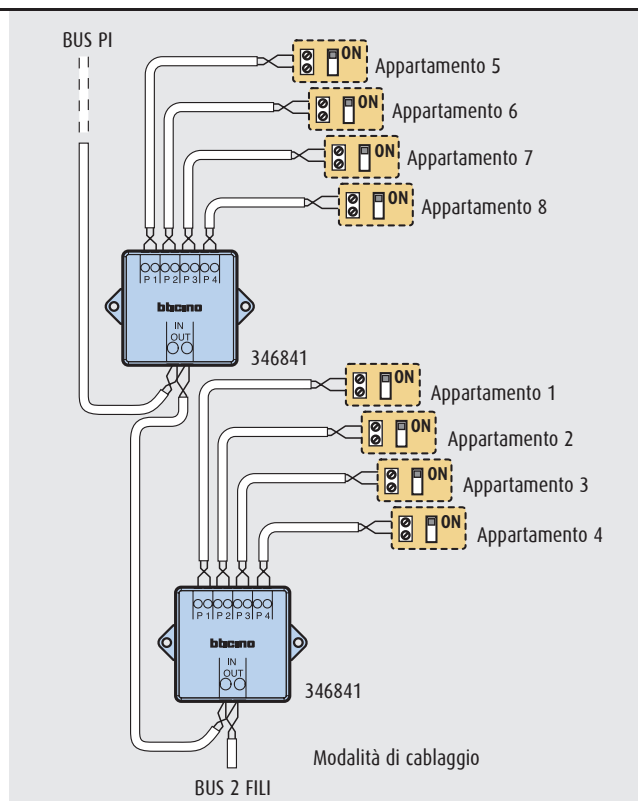 BUS PI
ON
Appartamento 5
ON
Appartamento 6
ON
Appartamento 7
ON
Appartamento 8
P1 P2 P3 P4
bticino
IN
OUT
346841
ON
Appartamento 1
ON
Appartamento 2
ON
Appartamento 3
ON
Appartamento 4
P1 P2 P3 P4
bticino
IN
OUT
346841
Modalità di cablaggio
BUS 2 FILI